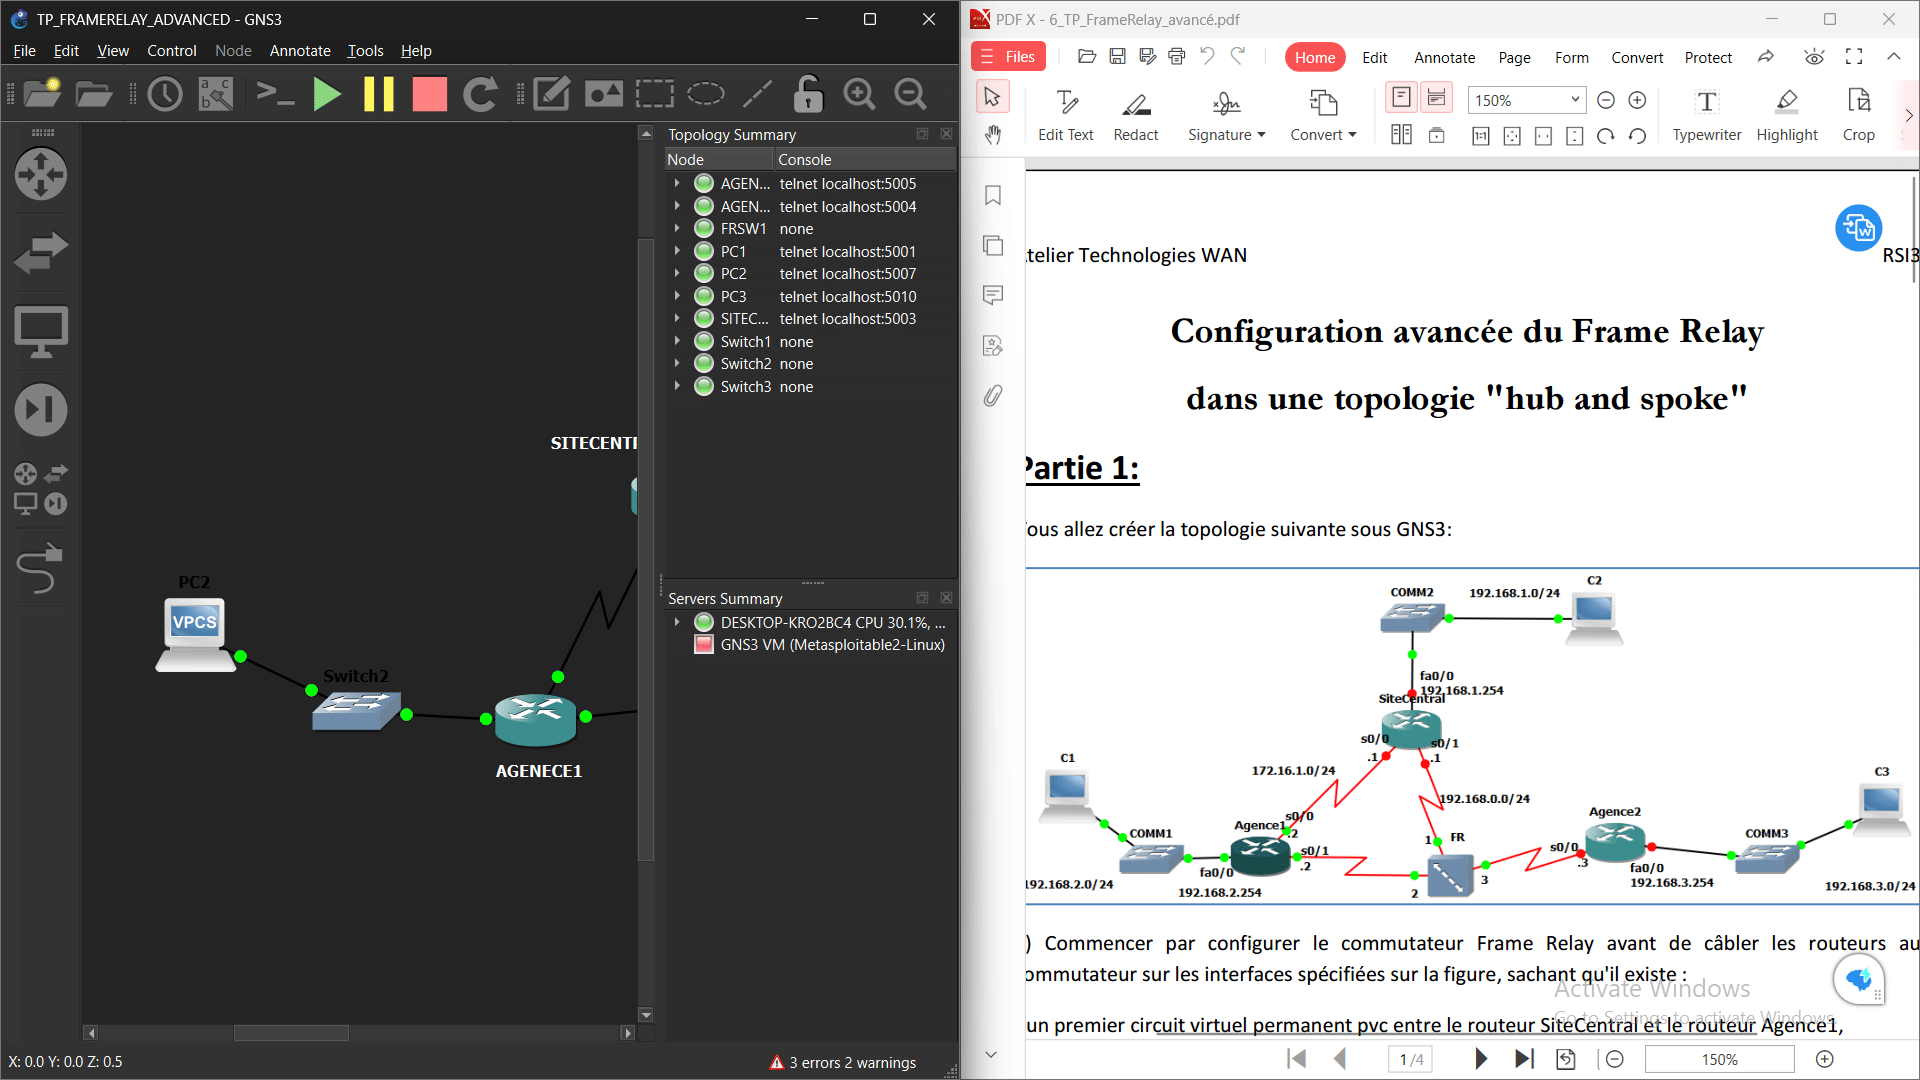 TP_FRAMERELAY_ADVANCED - GNS3
File Edit View Control Node Annotate Tools Help
Topology Summary
Node Console
AGEN... telnet localhost:5005
AGEN... telnet localhost:5004
FRSW1 none
PC1 telnet localhost:5001
PC2 telnet localhost:5007
PC3 telnet localhost:5010
SITEC... telnet localhost:5003
Switch1 none
Switch2 none
Switch3 none
SITECENTR
PC2
VPCS
Switch2
AGENECE1
Servers Summary
DESKTOP-KRO2BC4 CPU 30.1%, ...
GNS3 VM (Metasploitable2-Linux)
X: 0.0 Y: 0.0 Z: 0.5
3 errors 2 warnings
PDF X - 6_TP_FrameRelay_avancé.pdf
Files
Home Edit Annotate Page Form Convert Protect
150%
Edit Text Redact Signature Convert Typewriter Highlight Crop
telier Technologies WAN RSI3
Configuration avancée du Frame Relay
dans une topologie "hub and spoke"
Partie 1:
ous allez créer la topologie suivante sous GNS3:
COMM2
192.168.1.0/24
C2
fa0/0
192.168.1.254
SiteCentral
s0/0
.1
s0/1
.1
172.16.1.0/24
192.168.0.0/24
C1
C3
COMM1
Agence1
s0/0
.2
s0/1
.2
fa0/0
192.168.2.254
192.168.2.0/24
FR
1
2
3
s0/0
.3
Agence2
fa0/0
192.168.3.254
COMM3
192.168.3.0/24
) Commencer par configurer le commutateur Frame Relay avant de câbler les routeurs au
ommutateur sur les interfaces spécifiées sur la figure, sachant qu'il existe :
un premier circuit virtuel permanent pvc entre le routeur SiteCentral et le routeur Agence1,
Activate Windows
Go to Settings to activate Windows.
1/4
150%